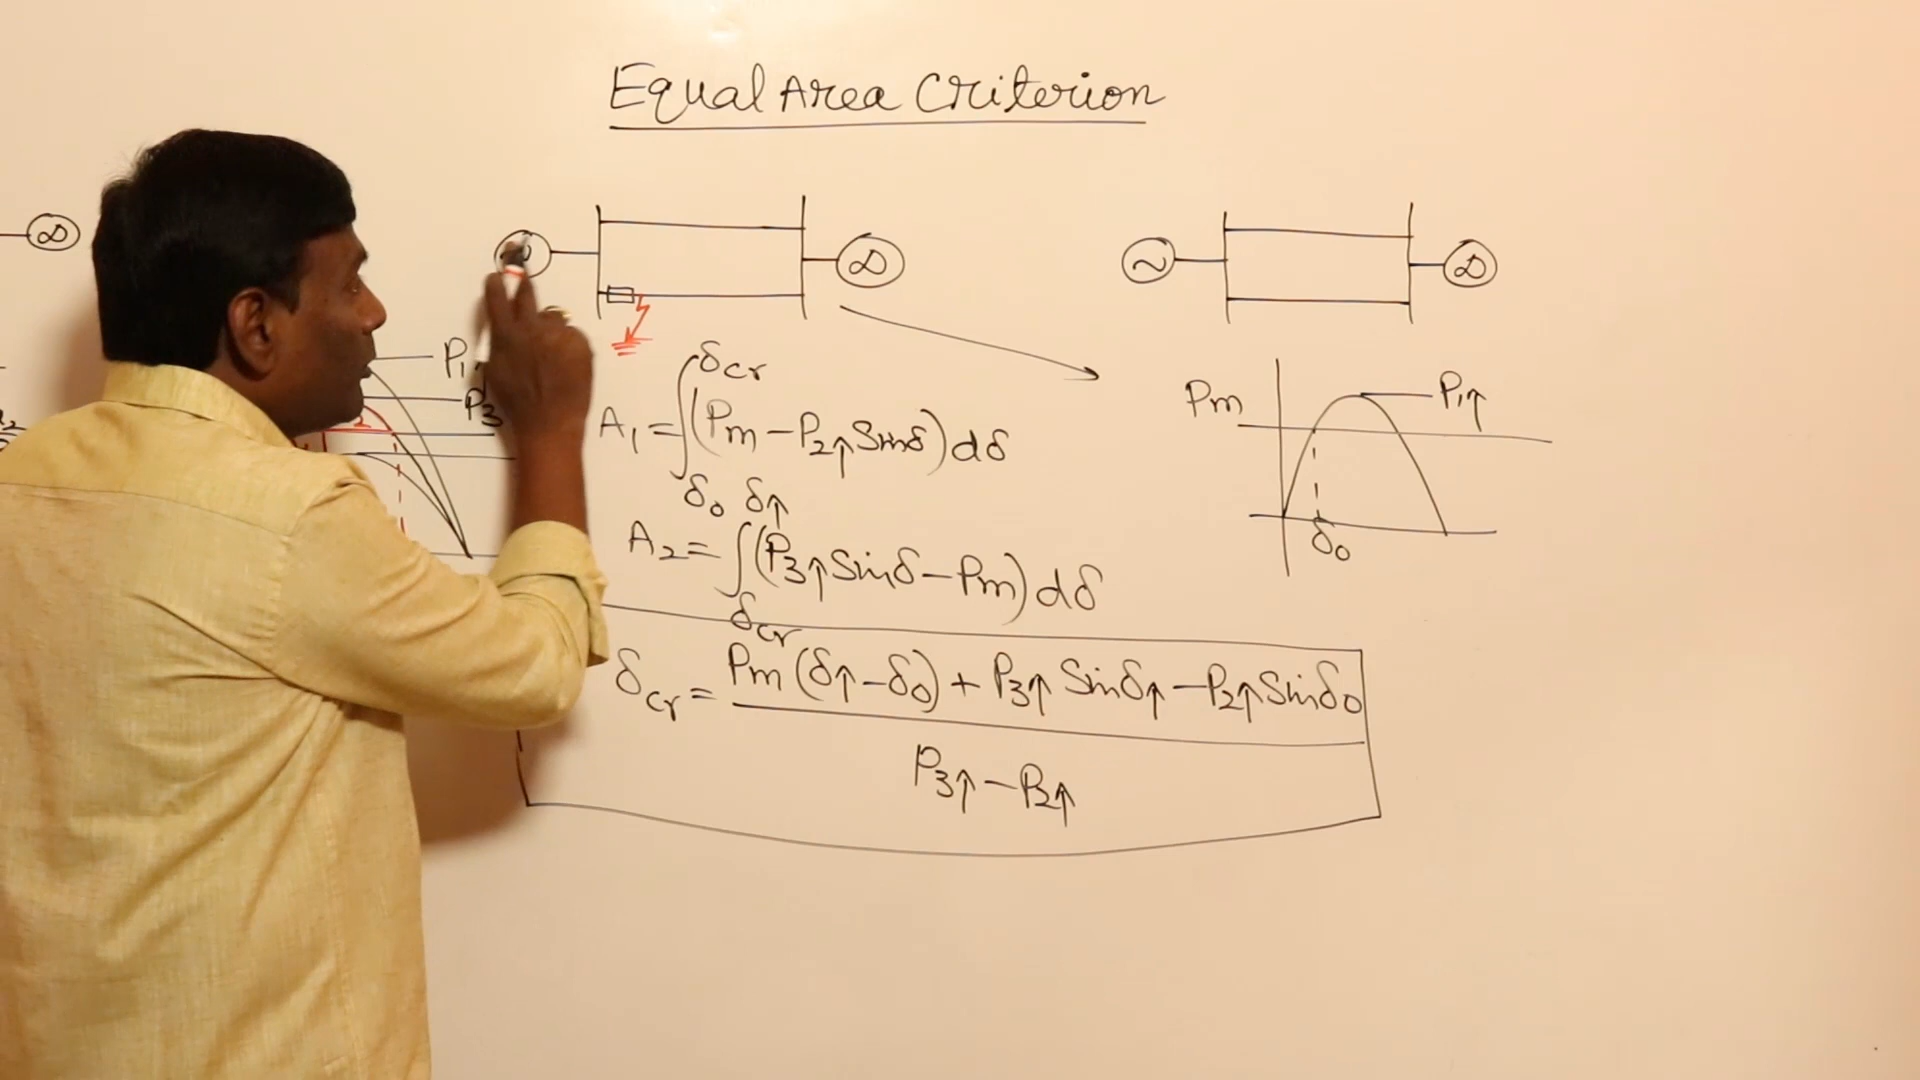 Equal Area Criterion
P1
P3
A₁ = ∫δ₀^δcr (Pm – P2↑ Sinδ) dδ
A₂ = ∫δcr^δ↑ (P3↑ Sinδ – Pm) dδ
δcr = Pm (δ↑ – δ₀) + P3↑ Sinδ↑ – P2↑ Sinδ₀
P3↑ – P2↑
Pm
P1↑
δ₀